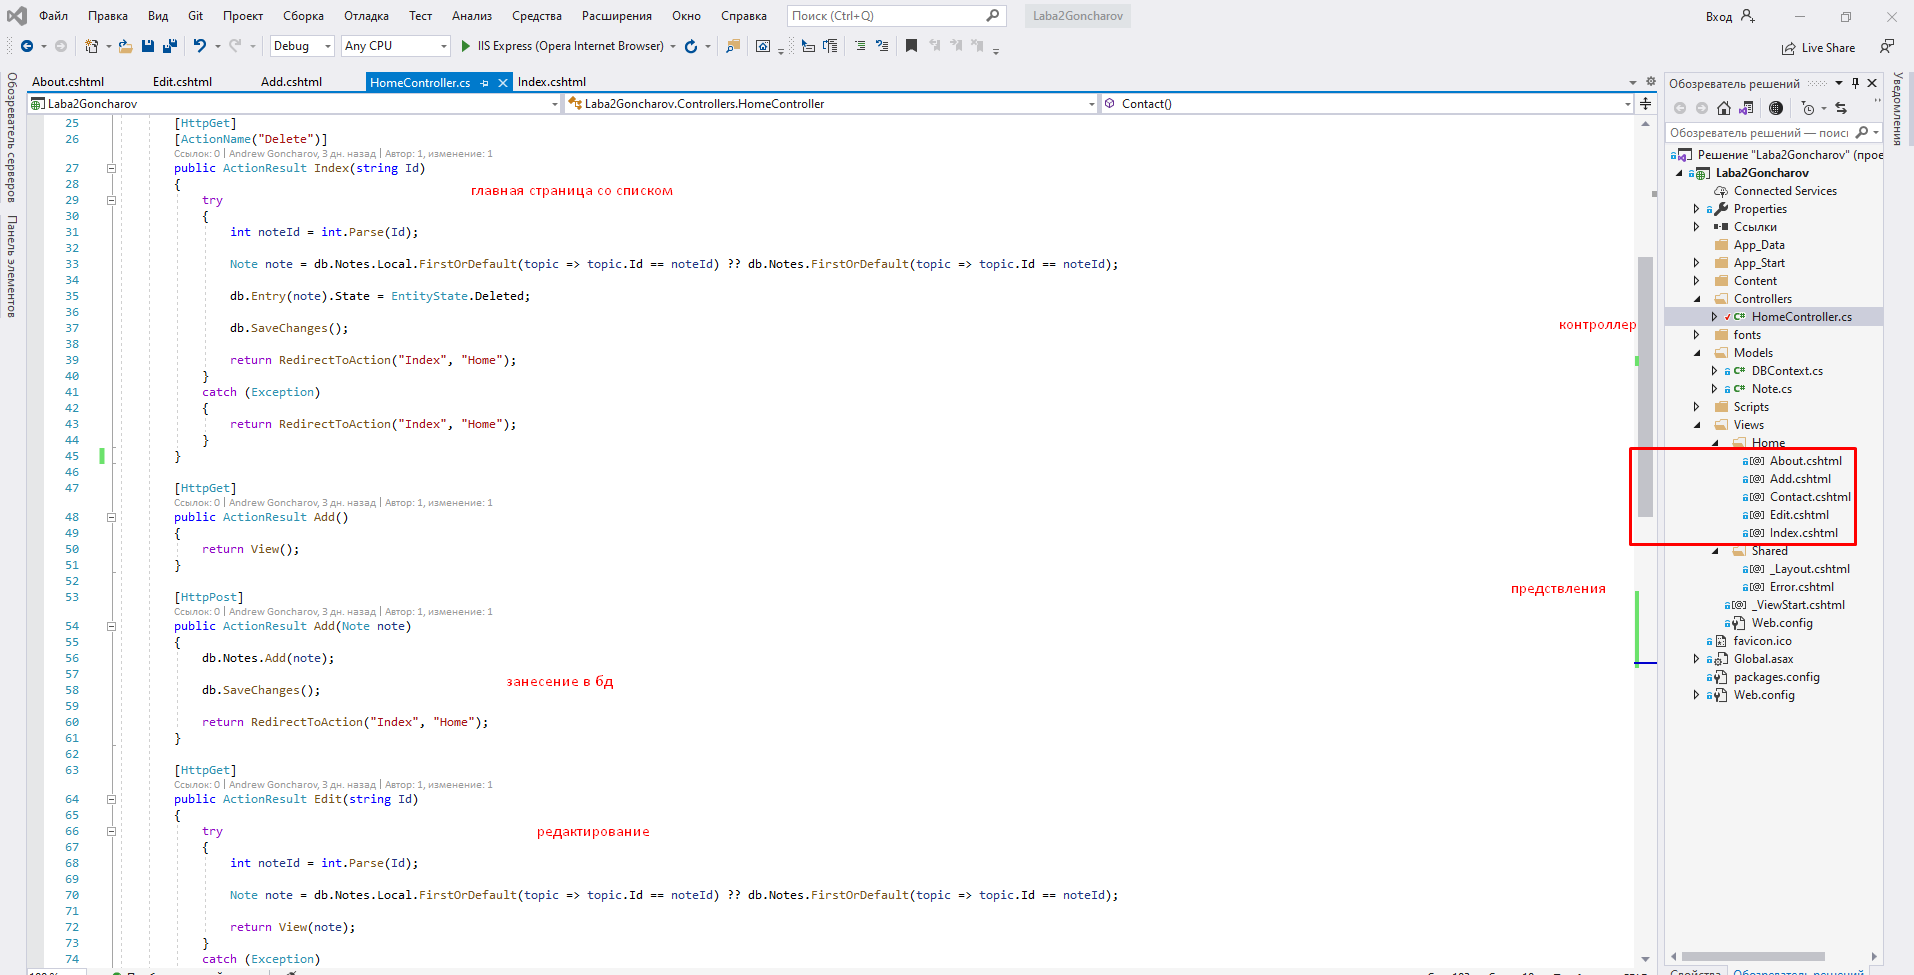 Файл Правка Вид Git Проект Сборка Отладка Тест Анализ Средства Расширения Окно Справка Поиск (Ctrl+Q) Laba2Goncharov Вход
Debug Any CPU IIS Express (Opera Internet Browser) Live Share
Обозреватель серверов
Панель элементов
About.cshtml Edit.cshtml Add.cshtml HomeController.cs Index.cshtml
Laba2Goncharov Laba2Goncharov.Controllers.HomeController Contact()
25 [HttpGet]
26 [ActionName("Delete")]
Ссылок: 0 | Andrew Goncharov, 3 дн. назад | Автор: 1, изменение: 1
27 public ActionResult Index(string Id)
28 {
главная страница со списком
29 try
30 {
31 int noteId = int.Parse(Id);
32
33 Note note = db.Notes.Local.FirstOrDefault(topic => topic.Id == noteId) ?? db.Notes.FirstOrDefault(topic => topic.Id == noteId);
34
35 db.Entry(note).State = EntityState.Deleted;
36
37 db.SaveChanges();
контроллер
38
39 return RedirectToAction("Index", "Home");
40 }
41 catch (Exception)
42 {
43 return RedirectToAction("Index", "Home");
44 }
45 }
46
47 [HttpGet]
Ссылок: 0 | Andrew Goncharov, 3 дн. назад | Автор: 1, изменение: 1
48 public ActionResult Add()
49 {
50 return View();
51 }
52
предствления
53 [HttpPost]
Ссылок: 0 | Andrew Goncharov, 3 дн. назад | Автор: 1, изменение: 1
54 public ActionResult Add(Note note)
55 {
56 db.Notes.Add(note);
57
занесение в бд
58 db.SaveChanges();
59
60 return RedirectToAction("Index", "Home");
61 }
62
63 [HttpGet]
Ссылок: 0 | Andrew Goncharov, 3 дн. назад | Автор: 1, изменение: 1
64 public ActionResult Edit(string Id)
65 {
66 try
редактирование
67 {
68 int noteId = int.Parse(Id);
69
70 Note note = db.Notes.Local.FirstOrDefault(topic => topic.Id == noteId) ?? db.Notes.FirstOrDefault(topic => topic.Id == noteId);
71
72 return View(note);
73 }
74 catch (Exception)
Обозреватель решений
Обозреватель решений — поис
Решение "Laba2Goncharov" (прое
Laba2Goncharov
Connected Services
Properties
Ссылки
App_Data
App_Start
Content
Controllers
C# HomeController.cs
fonts
Models
C# DBContext.cs
C# Note.cs
Scripts
Views
Home
[@] About.cshtml
[@] Add.cshtml
[@] Contact.cshtml
[@] Edit.cshtml
[@] Index.cshtml
Shared
[@] _Layout.cshtml
[@] Error.cshtml
[@] _ViewStart.cshtml
Web.config
favicon.ico
Global.asax
packages.config
Web.config
Свойства Обозреватель решений
Уведомления